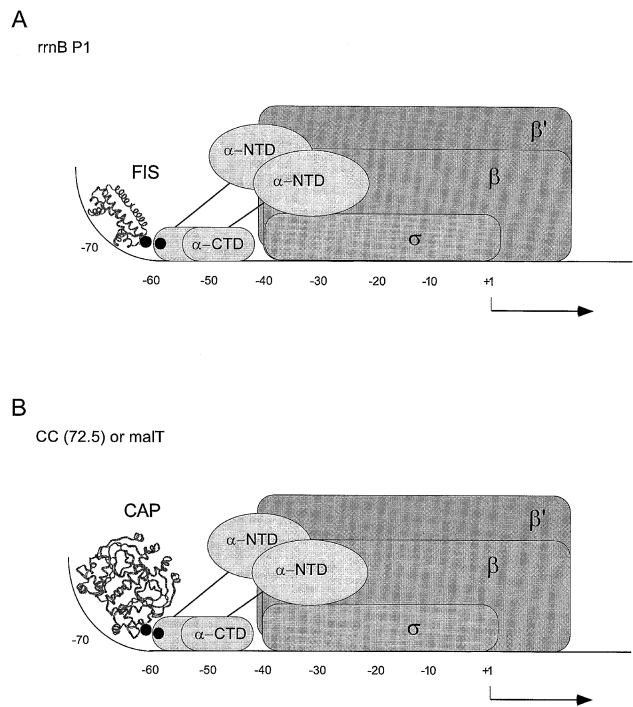 A
rrnB P1
β'
α-NTD
FIS
α-NTD
β
-70
α-CTD
σ
-60 -50 -40 -30 -20 -10 +1
B
CC (72.5) or malT
CAP
β'
α-NTD
α-NTD
β
-70
α-CTD
σ
-60 -50 -40 -30 -20 -10 +1